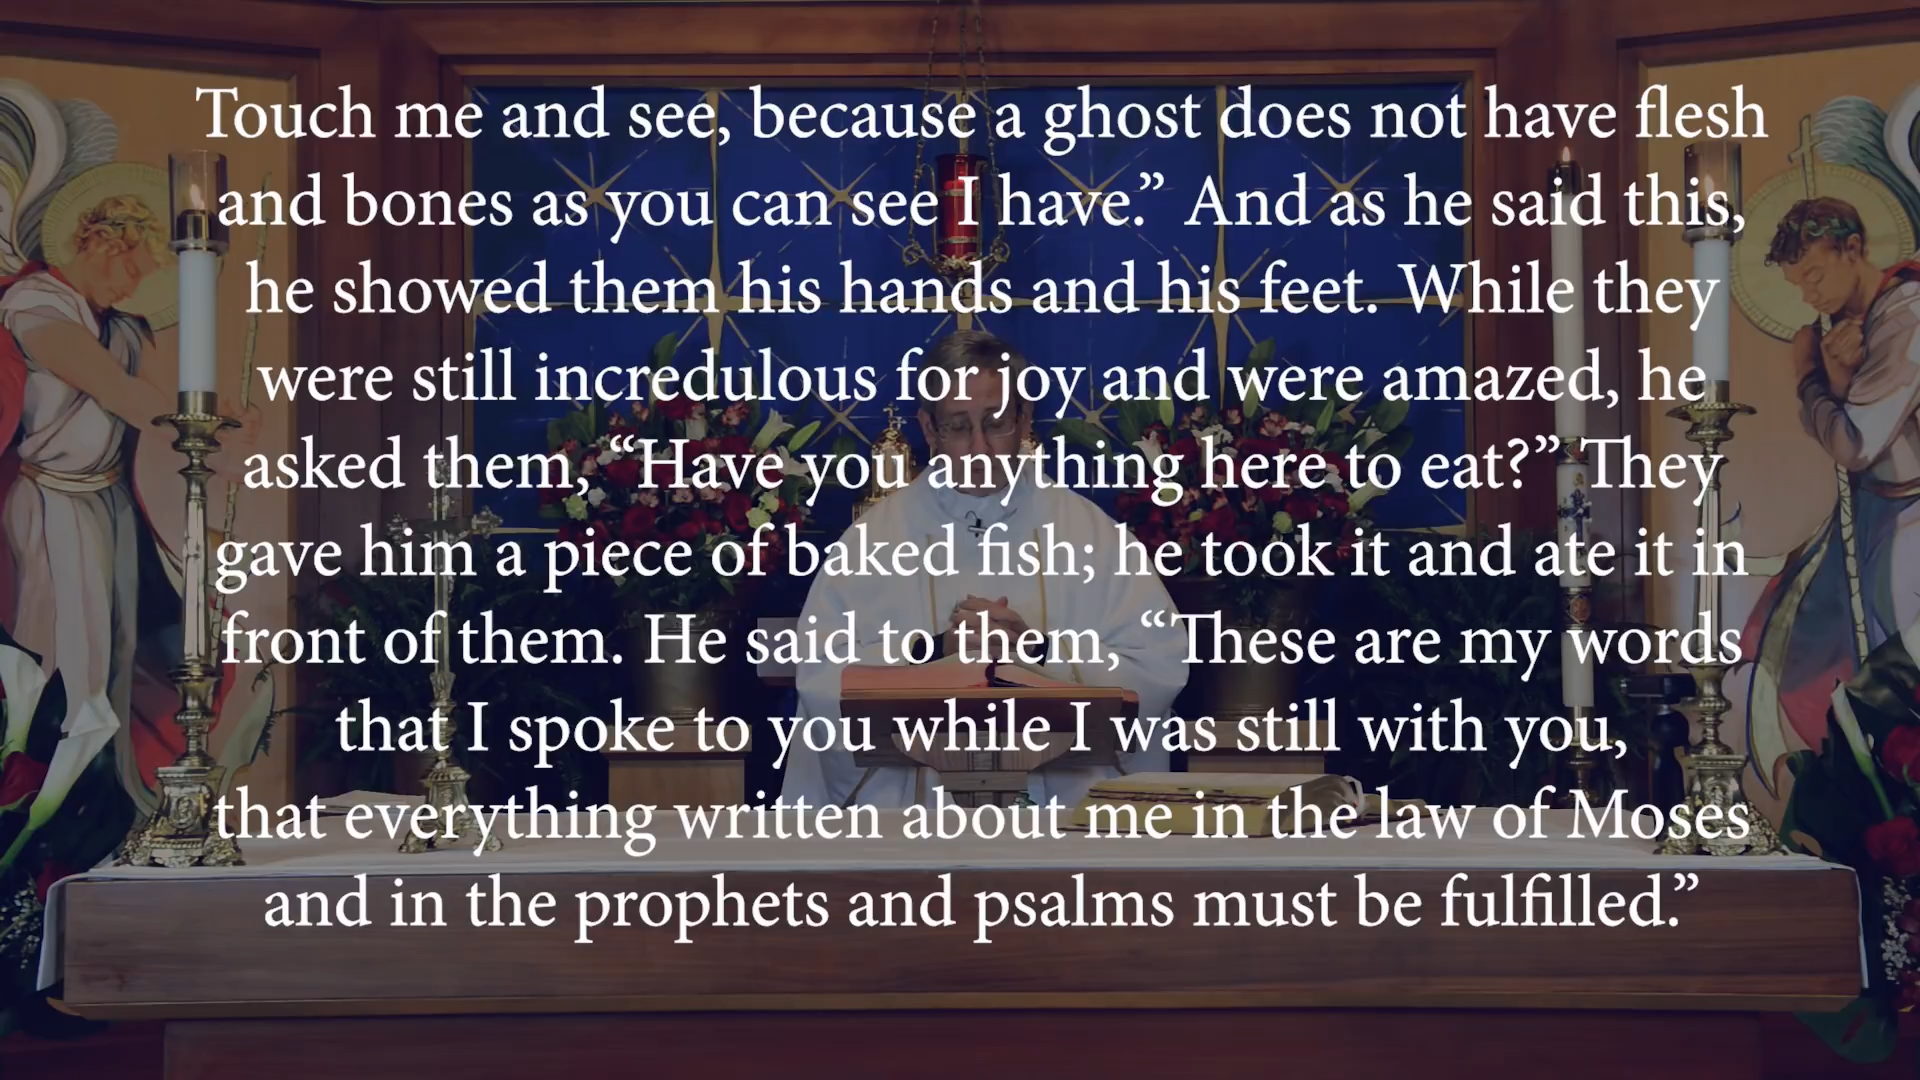 Touch me and see, because a ghost does not have flesh
and bones as you can see I have.” And as he said this,
he showed them his hands and his feet. While they
were still incredulous for joy and were amazed, he
asked them, “Have you anything here to eat?” They
gave him a piece of baked fish; he took it and ate it in
front of them. He said to them, “These are my words
that I spoke to you while I was still with you,
that everything written about me in the law of Moses
and in the prophets and psalms must be fulfilled.”